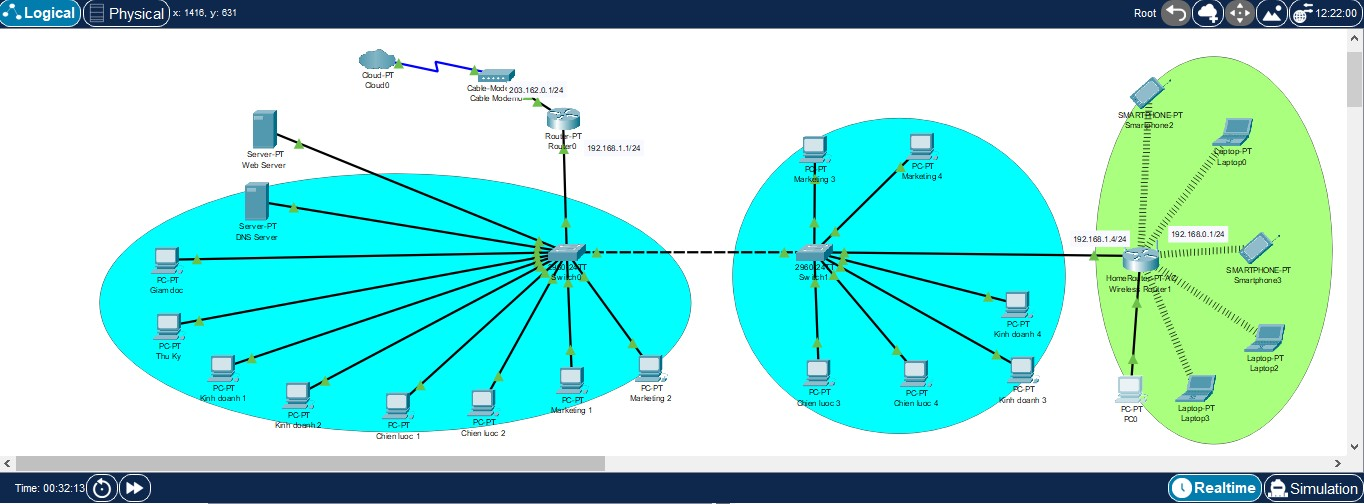 Logical
Physical
x: 1416, y: 631
Root
12:22:00
Cloud-PT
Cloud0
Cable Modem
203.162.0.1/24
Router-PT
Router0
192.168.1.1/24
Server-PT
Web Server
Server-PT
DNS Server
PC-PT
Giam doc
PC-PT
Thu Ky
PC-PT
Kinh doanh 1
PC-PT
Kinh doanh 2
PC-PT
Chien luoc 1
PC-PT
Chien luoc 2
PC-PT
Marketing 1
PC-PT
Marketing 2
2960-24TT
Switch0
PC-PT
Marketing 3
PC-PT
Marketing 4
2960-24TT
Switch1
PC-PT
Kinh doanh 4
PC-PT
Kinh doanh 3
PC-PT
Chien luoc 3
PC-PT
Chien luoc 4
SMARTPHONE-PT
Smartphone2
Laptop-PT
Laptop0
192.168.1.4/24
192.168.0.1/24
HomeRouter-PT-AC
Wireless Router1
SMARTPHONE-PT
Smartphone3
Laptop-PT
Laptop2
Laptop-PT
Laptop3
PC-PT
PC0
Time: 00:32:13
Realtime
Simulation